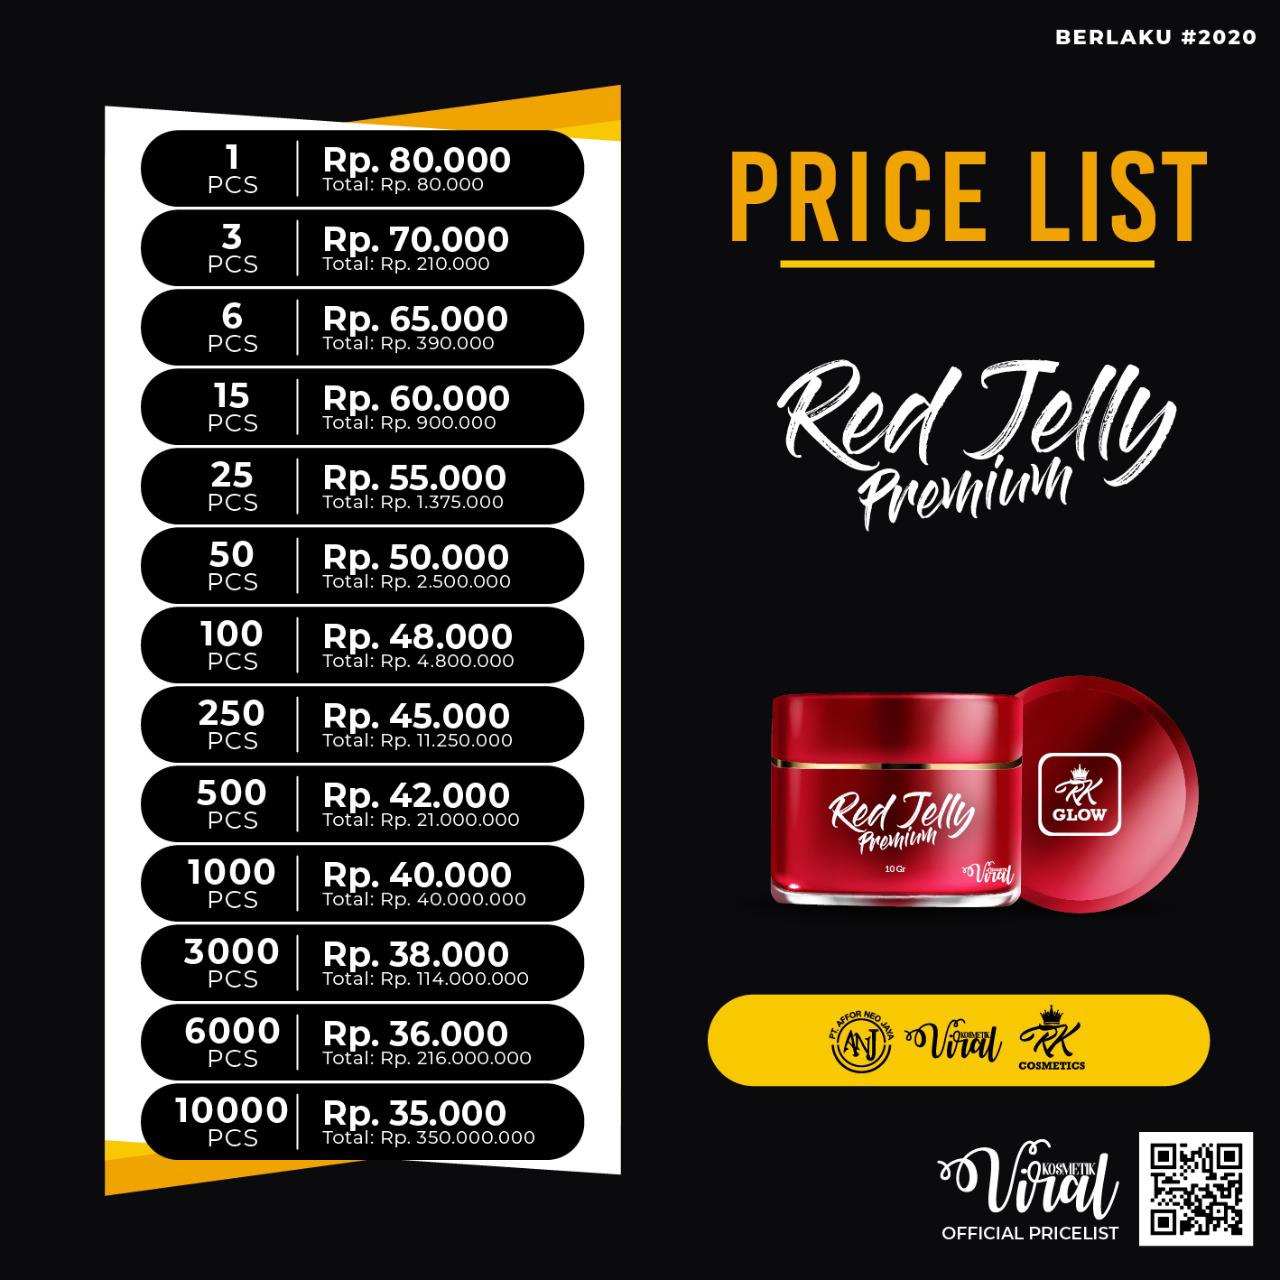 BERLAKU #2020
PRICE LIST
Red Jelly
Premium
1
PCS
Rp. 80.000
Total: Rp. 80.000
3
PCS
Rp. 70.000
Total: Rp. 210.000
6
PCS
Rp. 65.000
Total: Rp. 390.000
15
PCS
Rp. 60.000
Total: Rp. 900.000
25
PCS
Rp. 55.000
Total: Rp. 1.375.000
50
PCS
Rp. 50.000
Total: Rp. 2.500.000
100
PCS
Rp. 48.000
Total: Rp. 4.800.000
250
PCS
Rp. 45.000
Total: Rp. 11.250.000
500
PCS
Rp. 42.000
Total: Rp. 21.000.000
1000
PCS
Rp. 40.000
Total: Rp. 40.000.000
3000
PCS
Rp. 38.000
Total: Rp. 114.000.000
6000
PCS
Rp. 36.000
Total: Rp. 216.000.000
10000
PCS
Rp. 35.000
Total: Rp. 350.000.000
Red Jelly
Premium
10 Gr
Viral KOSMETIK
RK
GLOW
PT. AFFOR NEO JAYA
ANJ
Viral KOSMETIK
RK
COSMETICS
Viral KOSMETIK
OFFICIAL PRICELIST